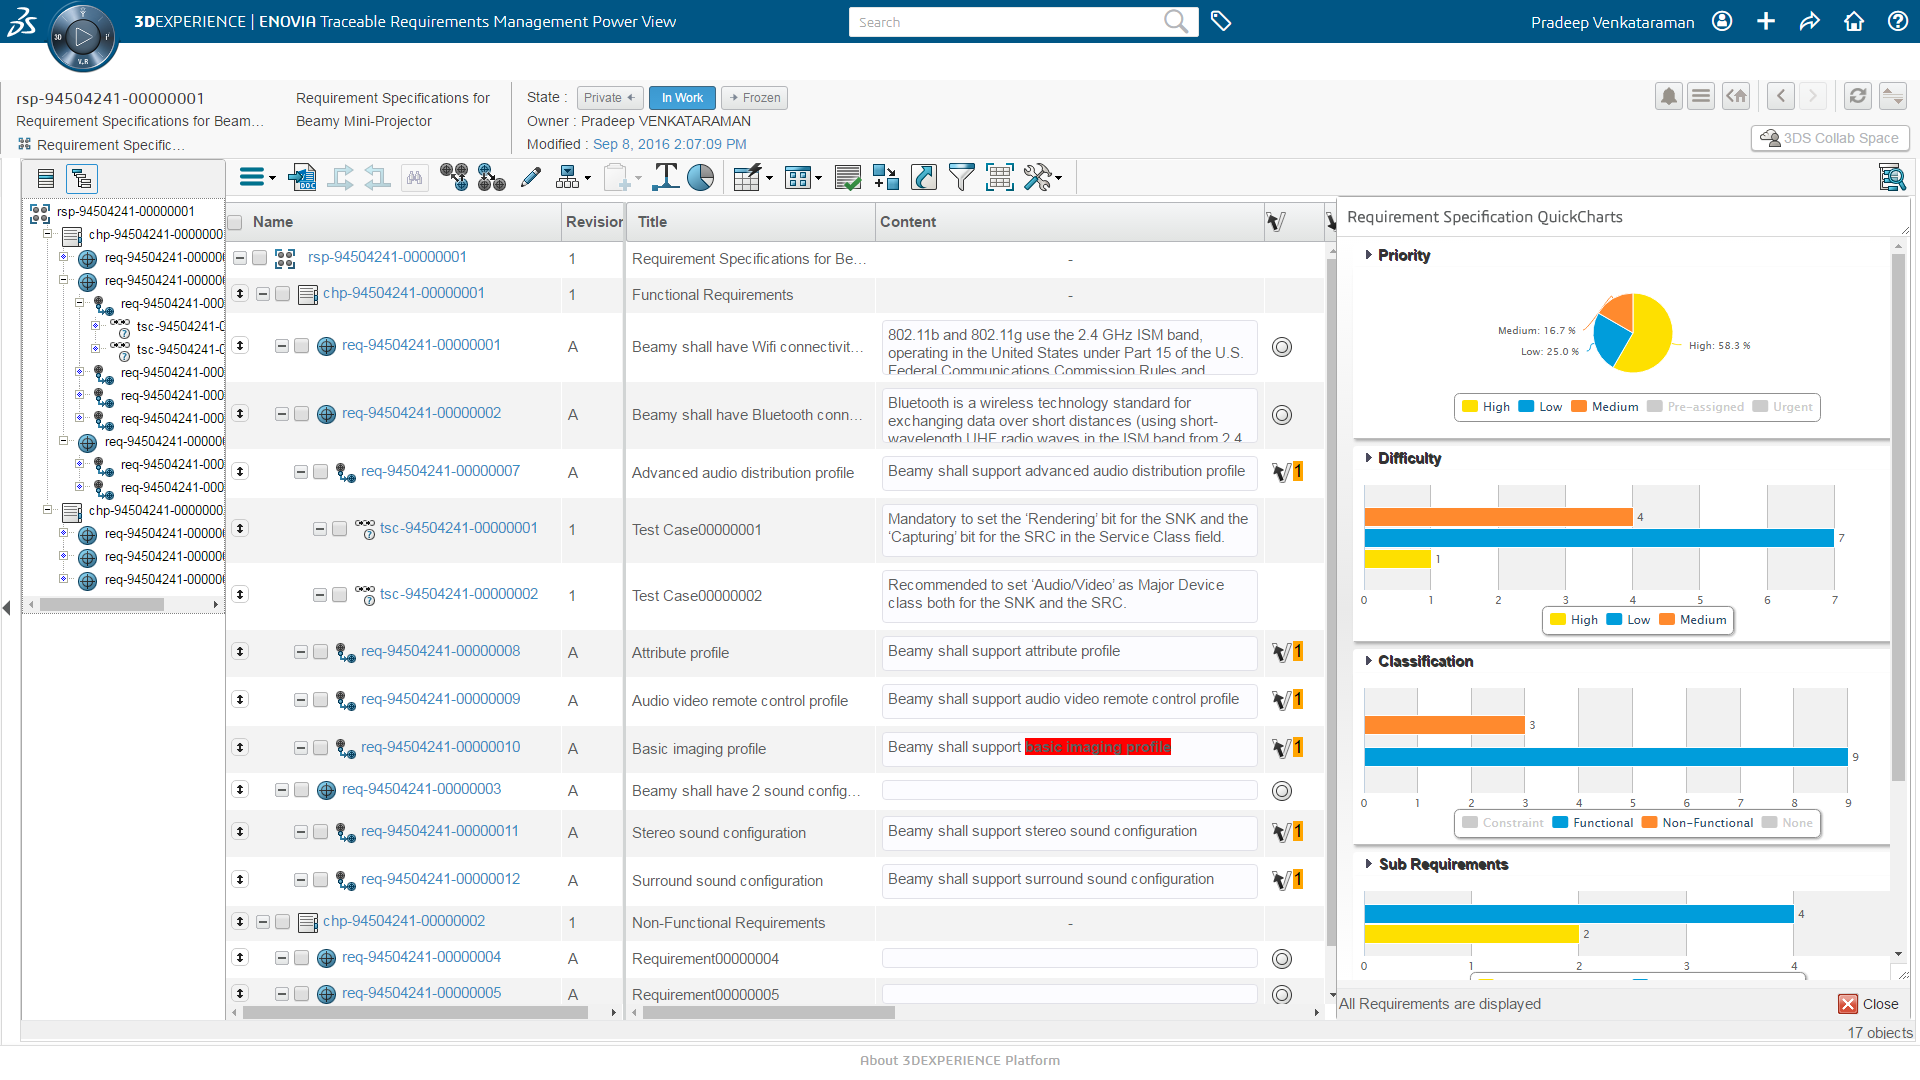 3DEXPERIENCE | ENOVIA Traceable Requirements Management Power View
Search
Pradeep Venkataraman
3D
V.R
rsp-94504241-00000001
Requirement Specifications for Beam...
Requirement Specific...
Requirement Specifications for
Beamy Mini-Projector
State :
Private
In Work
Frozen
Owner : Pradeep VENKATARAMAN
Modified : Sep 8, 2016 2:07:09 PM
3DS Collab Space
rsp-94504241-00000001
chp-94504241-0000000
req-94504241-000000
req-94504241-000000
req-94504241-000
tsc-94504241-0
tsc-94504241-0
req-94504241-000
req-94504241-000
req-94504241-000
req-94504241-000000
req-94504241-000
req-94504241-000
chp-94504241-0000000
req-94504241-000000
req-94504241-000000
req-94504241-000000
Name Revision Title Content
rsp-94504241-00000001 1 Requirement Specifications for Be... -
chp-94504241-00000001 1 Functional Requirements -
req-94504241-00000001 A Beamy shall have Wifi connectivit...
802.11b and 802.11g use the 2.4 GHz ISM band,
operating in the United States under Part 15 of the U.S.
Federal Communications Commission Rules and
req-94504241-00000002 A Beamy shall have Bluetooth conn...
Bluetooth is a wireless technology standard for
exchanging data over short distances (using short-
wavelength UHF radio waves in the ISM band from 2.4
req-94504241-00000007 A Advanced audio distribution profile Beamy shall support advanced audio distribution profile 1
tsc-94504241-00000001 1 Test Case00000001
Mandatory to set the ‘Rendering’ bit for the SNK and the
‘Capturing’ bit for the SRC in the Service Class field.
tsc-94504241-00000002 1 Test Case00000002
Recommended to set ‘Audio/Video’ as Major Device
class both for the SNK and the SRC.
req-94504241-00000008 A Attribute profile Beamy shall support attribute profile 1
req-94504241-00000009 A Audio video remote control profile Beamy shall support audio video remote control profile 1
req-94504241-00000010 A Basic imaging profile Beamy shall support basic imaging profile 1
req-94504241-00000003 A Beamy shall have 2 sound config...
req-94504241-00000011 A Stereo sound configuration Beamy shall support stereo sound configuration 1
req-94504241-00000012 A Surround sound configuration Beamy shall support surround sound configuration 1
chp-94504241-00000002 1 Non-Functional Requirements -
req-94504241-00000004 A Requirement00000004
req-94504241-00000005 A Requirement00000005
Requirement Specification QuickCharts
Priority
Medium: 16.7 %
Low: 25.0 %
High: 58.3 %
High Low Medium Pre-assigned Urgent
Difficulty
4
7
1
0 1 2 3 4 5 6 7
High Low Medium
Classification
3
9
0 1 2 3 4 5 6 7 8 9
Constraint Functional Non-Functional None
Sub Requirements
4
2
0 1 2 3 4
All Requirements are displayed
Close
17 objects
About 3DEXPERIENCE Platform